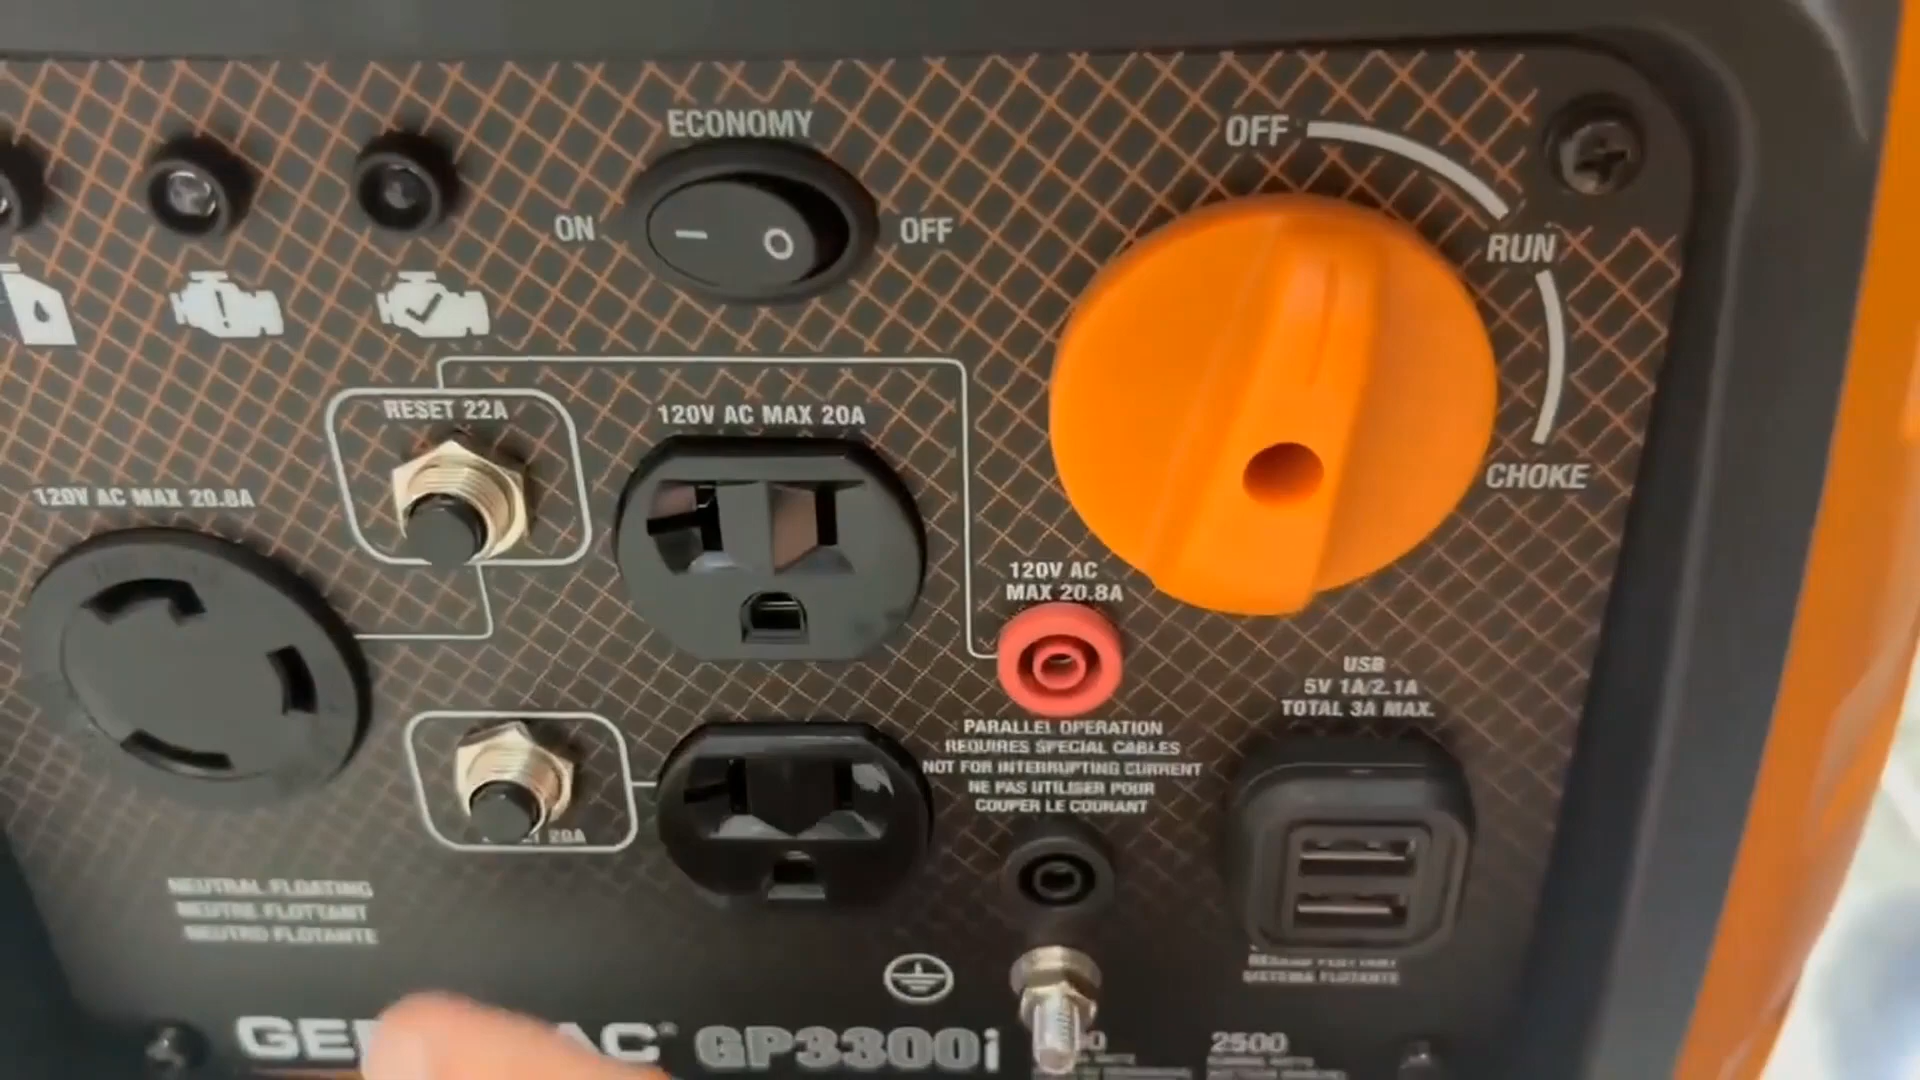 ECONOMY
ON
OFF
OFF
RUN
CHOKE
RESET 22A
120V AC MAX 20A
120V AC MAX 20.8A
120V AC
MAX 20.8A
USB
5V 1A/2.1A
TOTAL 3A MAX.
PARALLEL OPERATION
REQUIRES SPECIAL CABLES
NOT FOR INTERRUPTING CURRENT
NE PAS UTILISER POUR
COUPER LE COURANT
20A
NEUTRAL FLOATING
NEUTRE FLOTTANT
NEUTRO FLOTANTE
SISTEMA FLOTANTE
GP3300i
2500